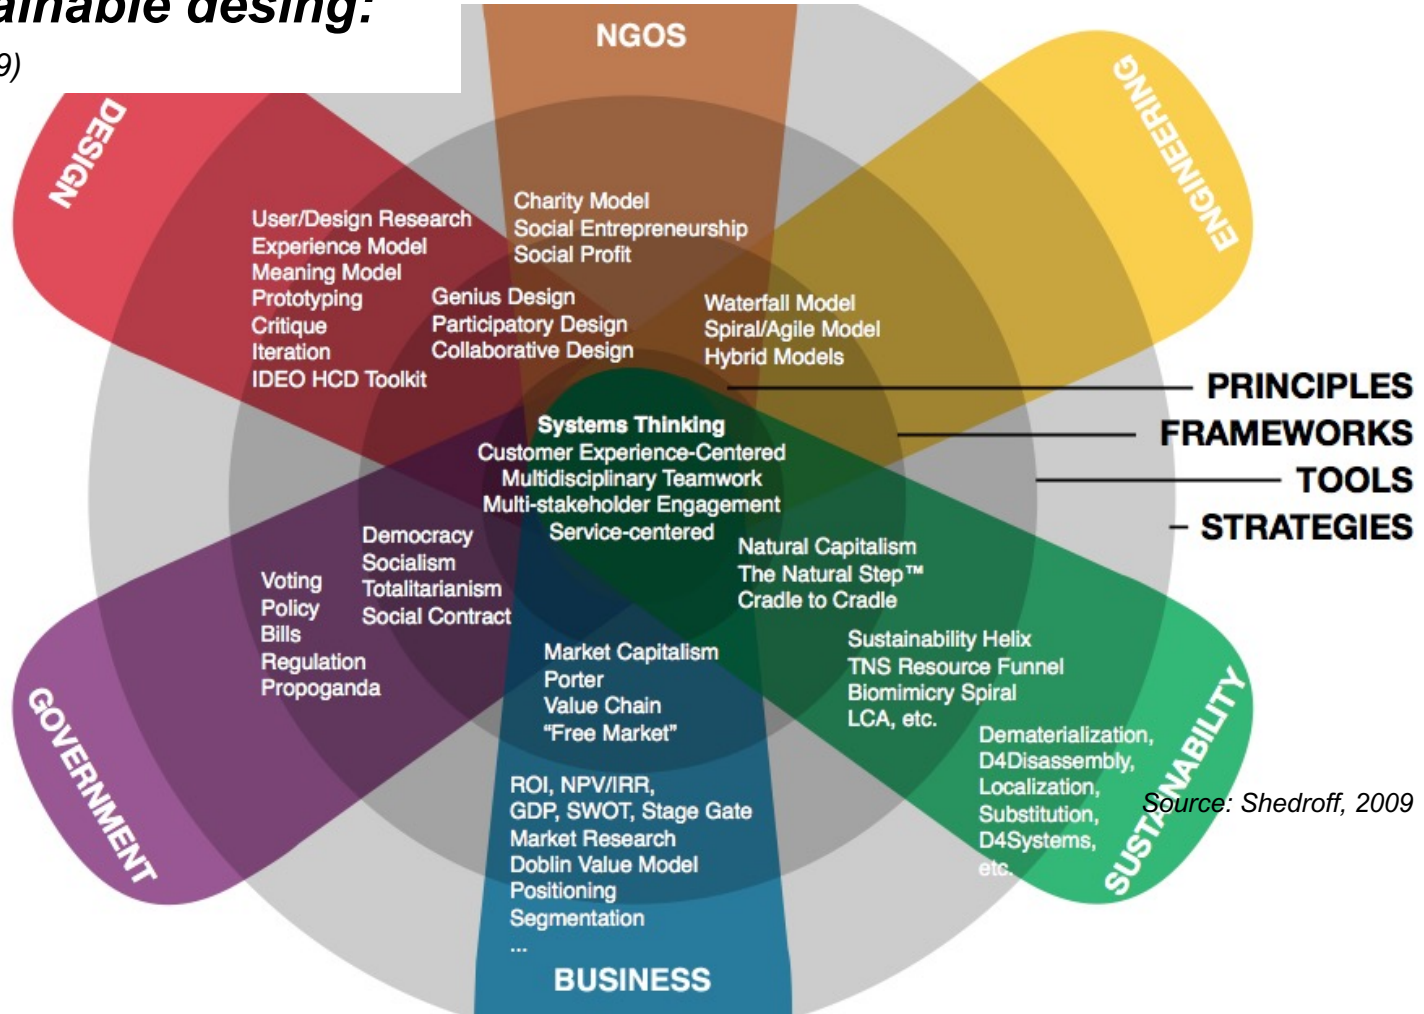 ainable desing:
9)
NGOS
ENGINEERING
DESIGN
Charity Model
Social Entrepreneurship
Social Profit
User/Design Research
Experience Model
Meaning Model
Prototyping
Critique
Iteration
IDEO HCD Toolkit
Genius Design
Participatory Design
Collaborative Design
Waterfall Model
Spiral/Agile Model
Hybrid Models
PRINCIPLES
FRAMEWORKS
TOOLS
STRATEGIES
Systems Thinking
Customer Experience-Centered
Multidisciplinary Teamwork
Multi-stakeholder Engagement
Service-centered
Democracy
Socialism
Totalitarianism
Social Contract
Voting
Policy
Bills
Regulation
Propoganda
Natural Capitalism
The Natural Step™
Cradle to Cradle
Sustainability Helix
TNS Resource Funnel
Biomimicry Spiral
LCA, etc.
Dematerialization,
D4Disassembly,
Localization,
Substitution,
D4Systems,
etc.
Market Capitalism
Porter
Value Chain
“Free Market”
ROI, NPV/IRR,
GDP, SWOT, Stage Gate
Market Research
Doblin Value Model
Positioning
Segmentation
...
GOVERNMENT
BUSINESS
SUSTAINABILITY
Source: Shedroff, 2009